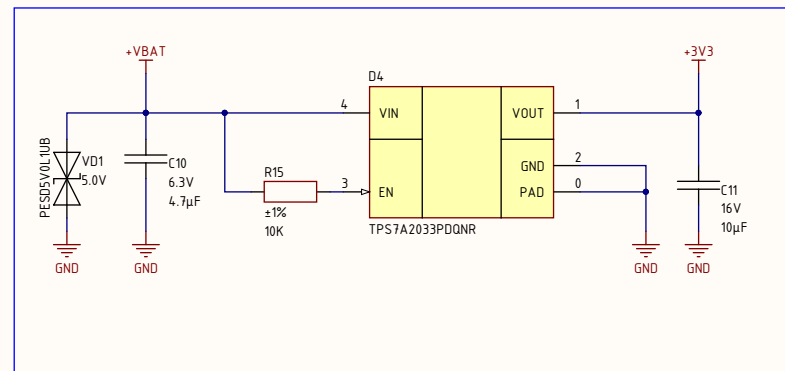 +VBAT
+3V3
D4
4
VIN
VOUT
1
PESD5V0L1UB
VD1
5.0V
C10
6.3V
4.7µF
R15
±1%
10K
3
EN
GND
2
PAD
0
TPS7A2033PDQNR
C11
16V
10µF
GND
GND
GND
GND